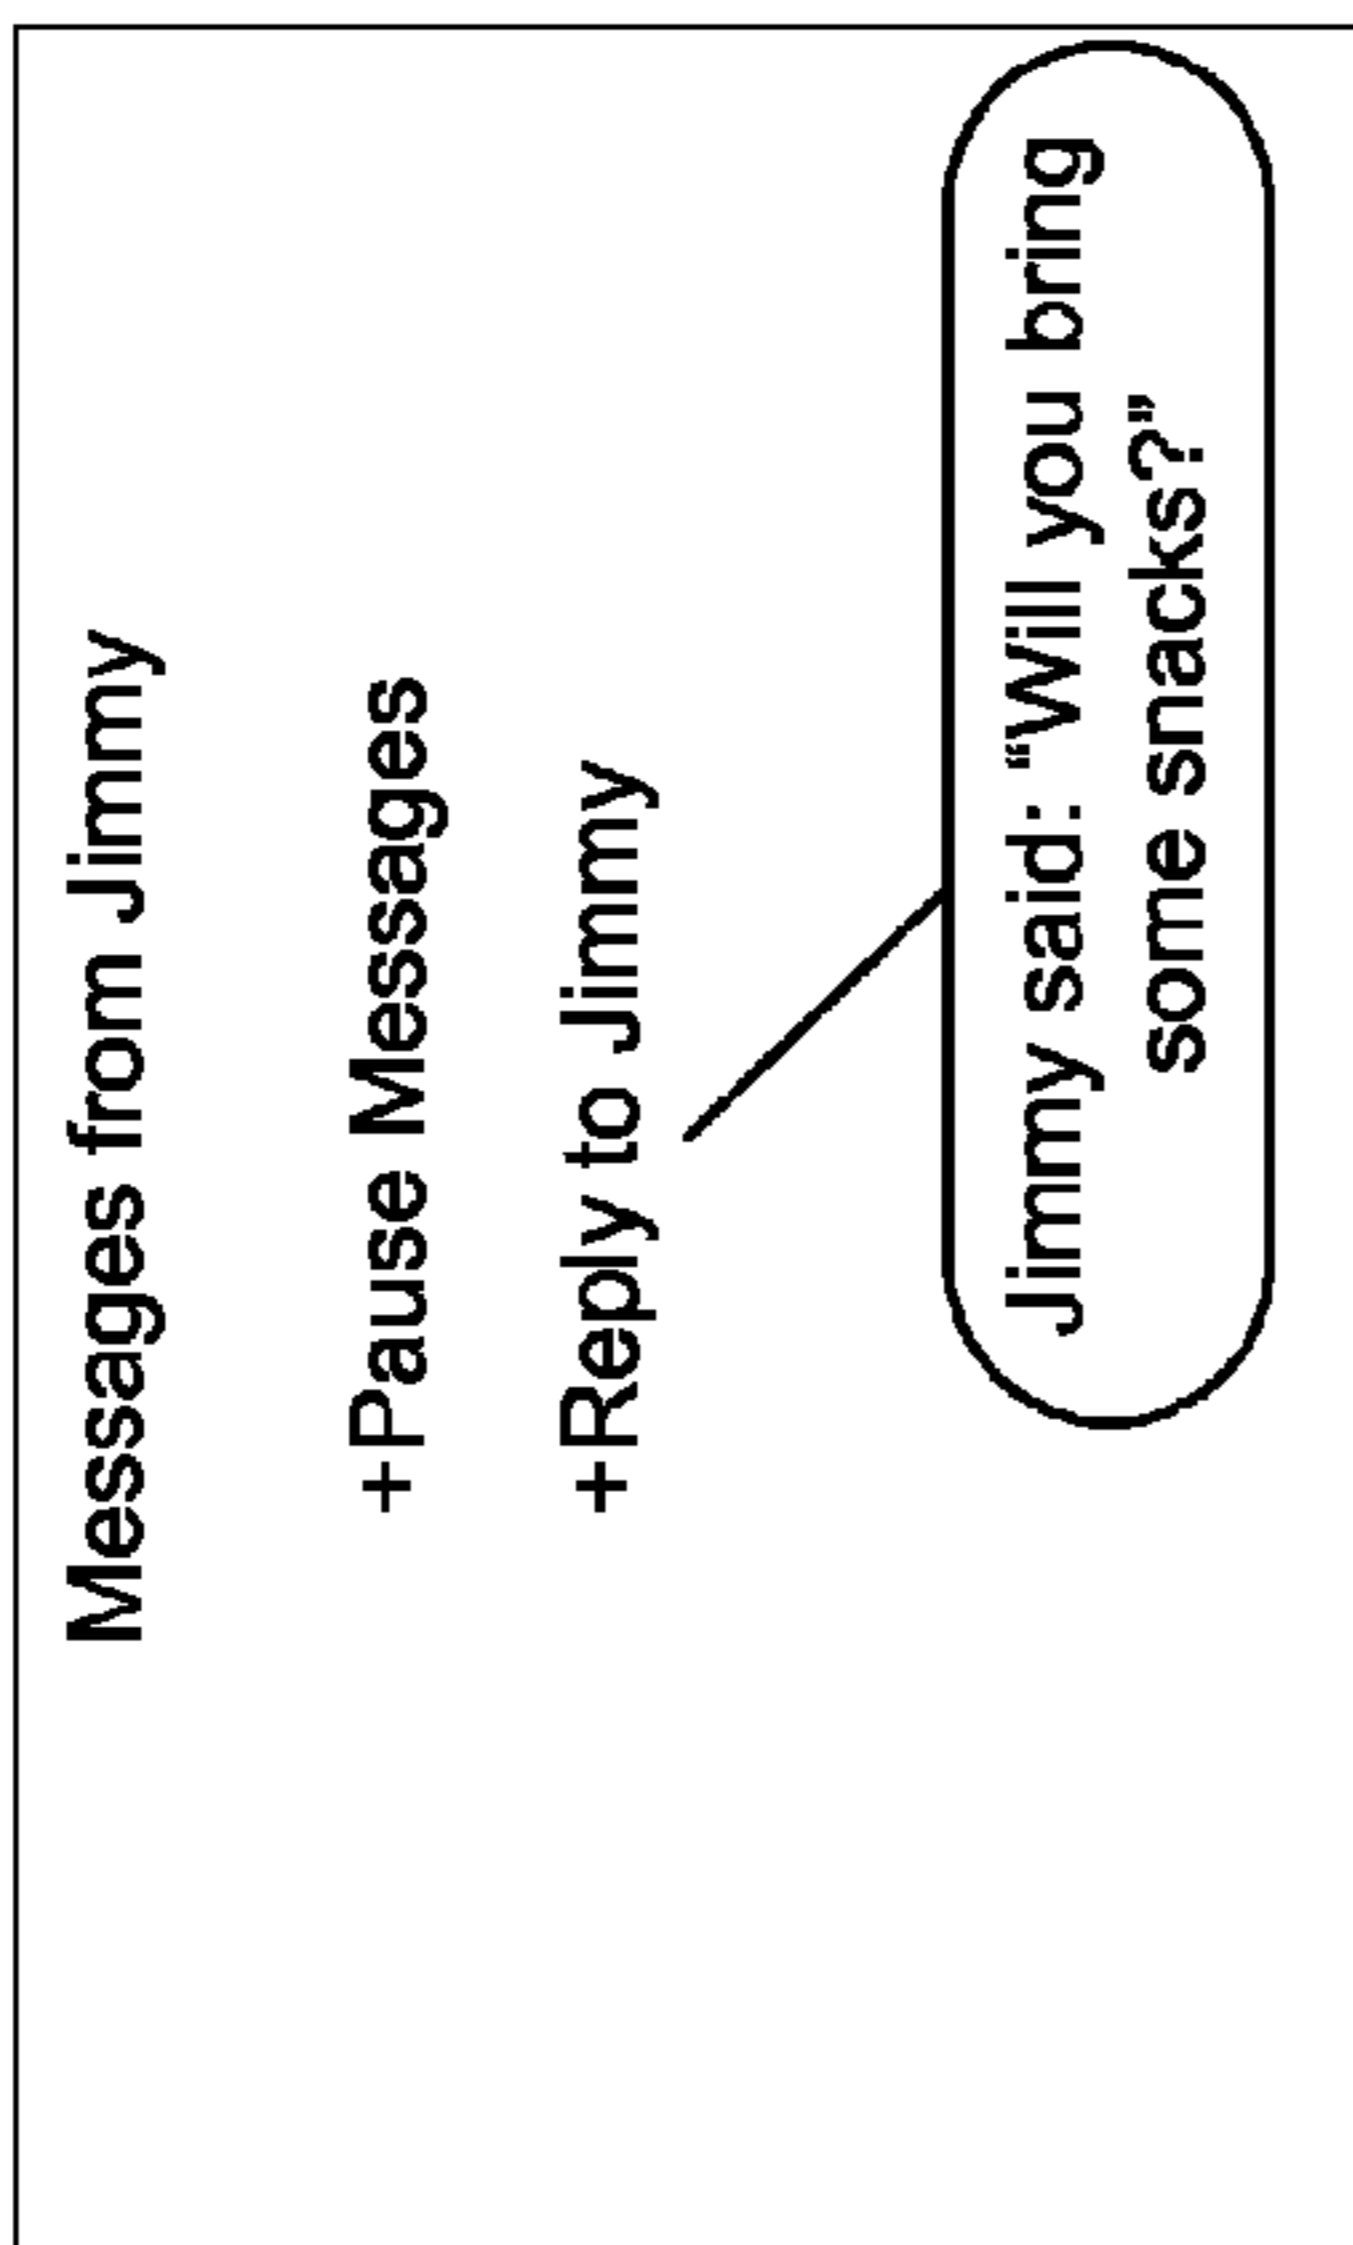 Messages from Jimmy
+Pause Messages
+Reply to Jimmy
Jimmy said: “Will you bring
some snacks?”